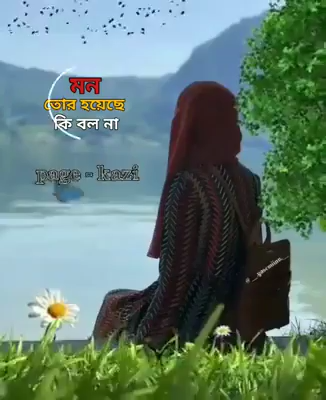 মন
তোর হয়েছে
কি বল না
page - kazi